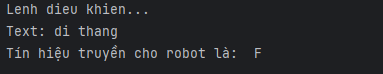 Lenh dieu khien...
Text: di thang
Tín hiệu truyền cho robot là:  F